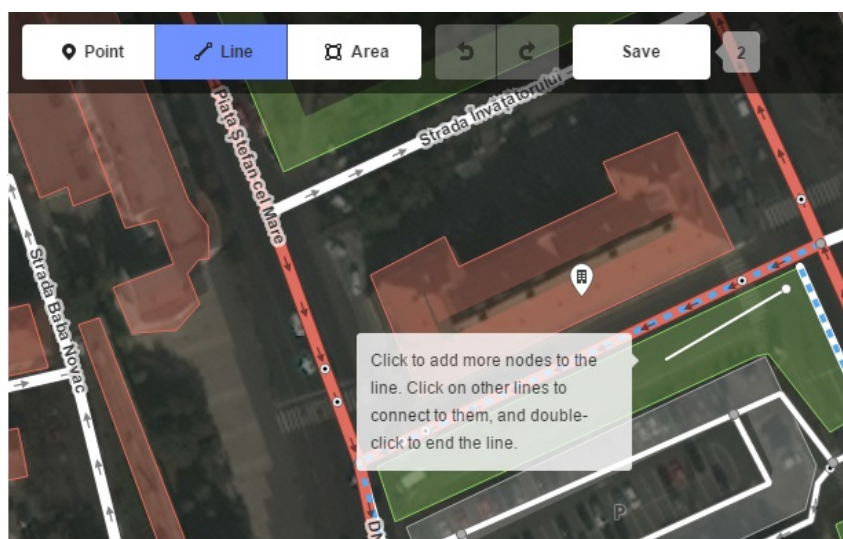 Point
Line
Area
Save
2
Piața Ștefan cel Mare
Strada Învățătorului
Strada Baba Novac
Click to add more nodes to the
line. Click on other lines to
connect to them, and double-
click to end the line.
P
DN